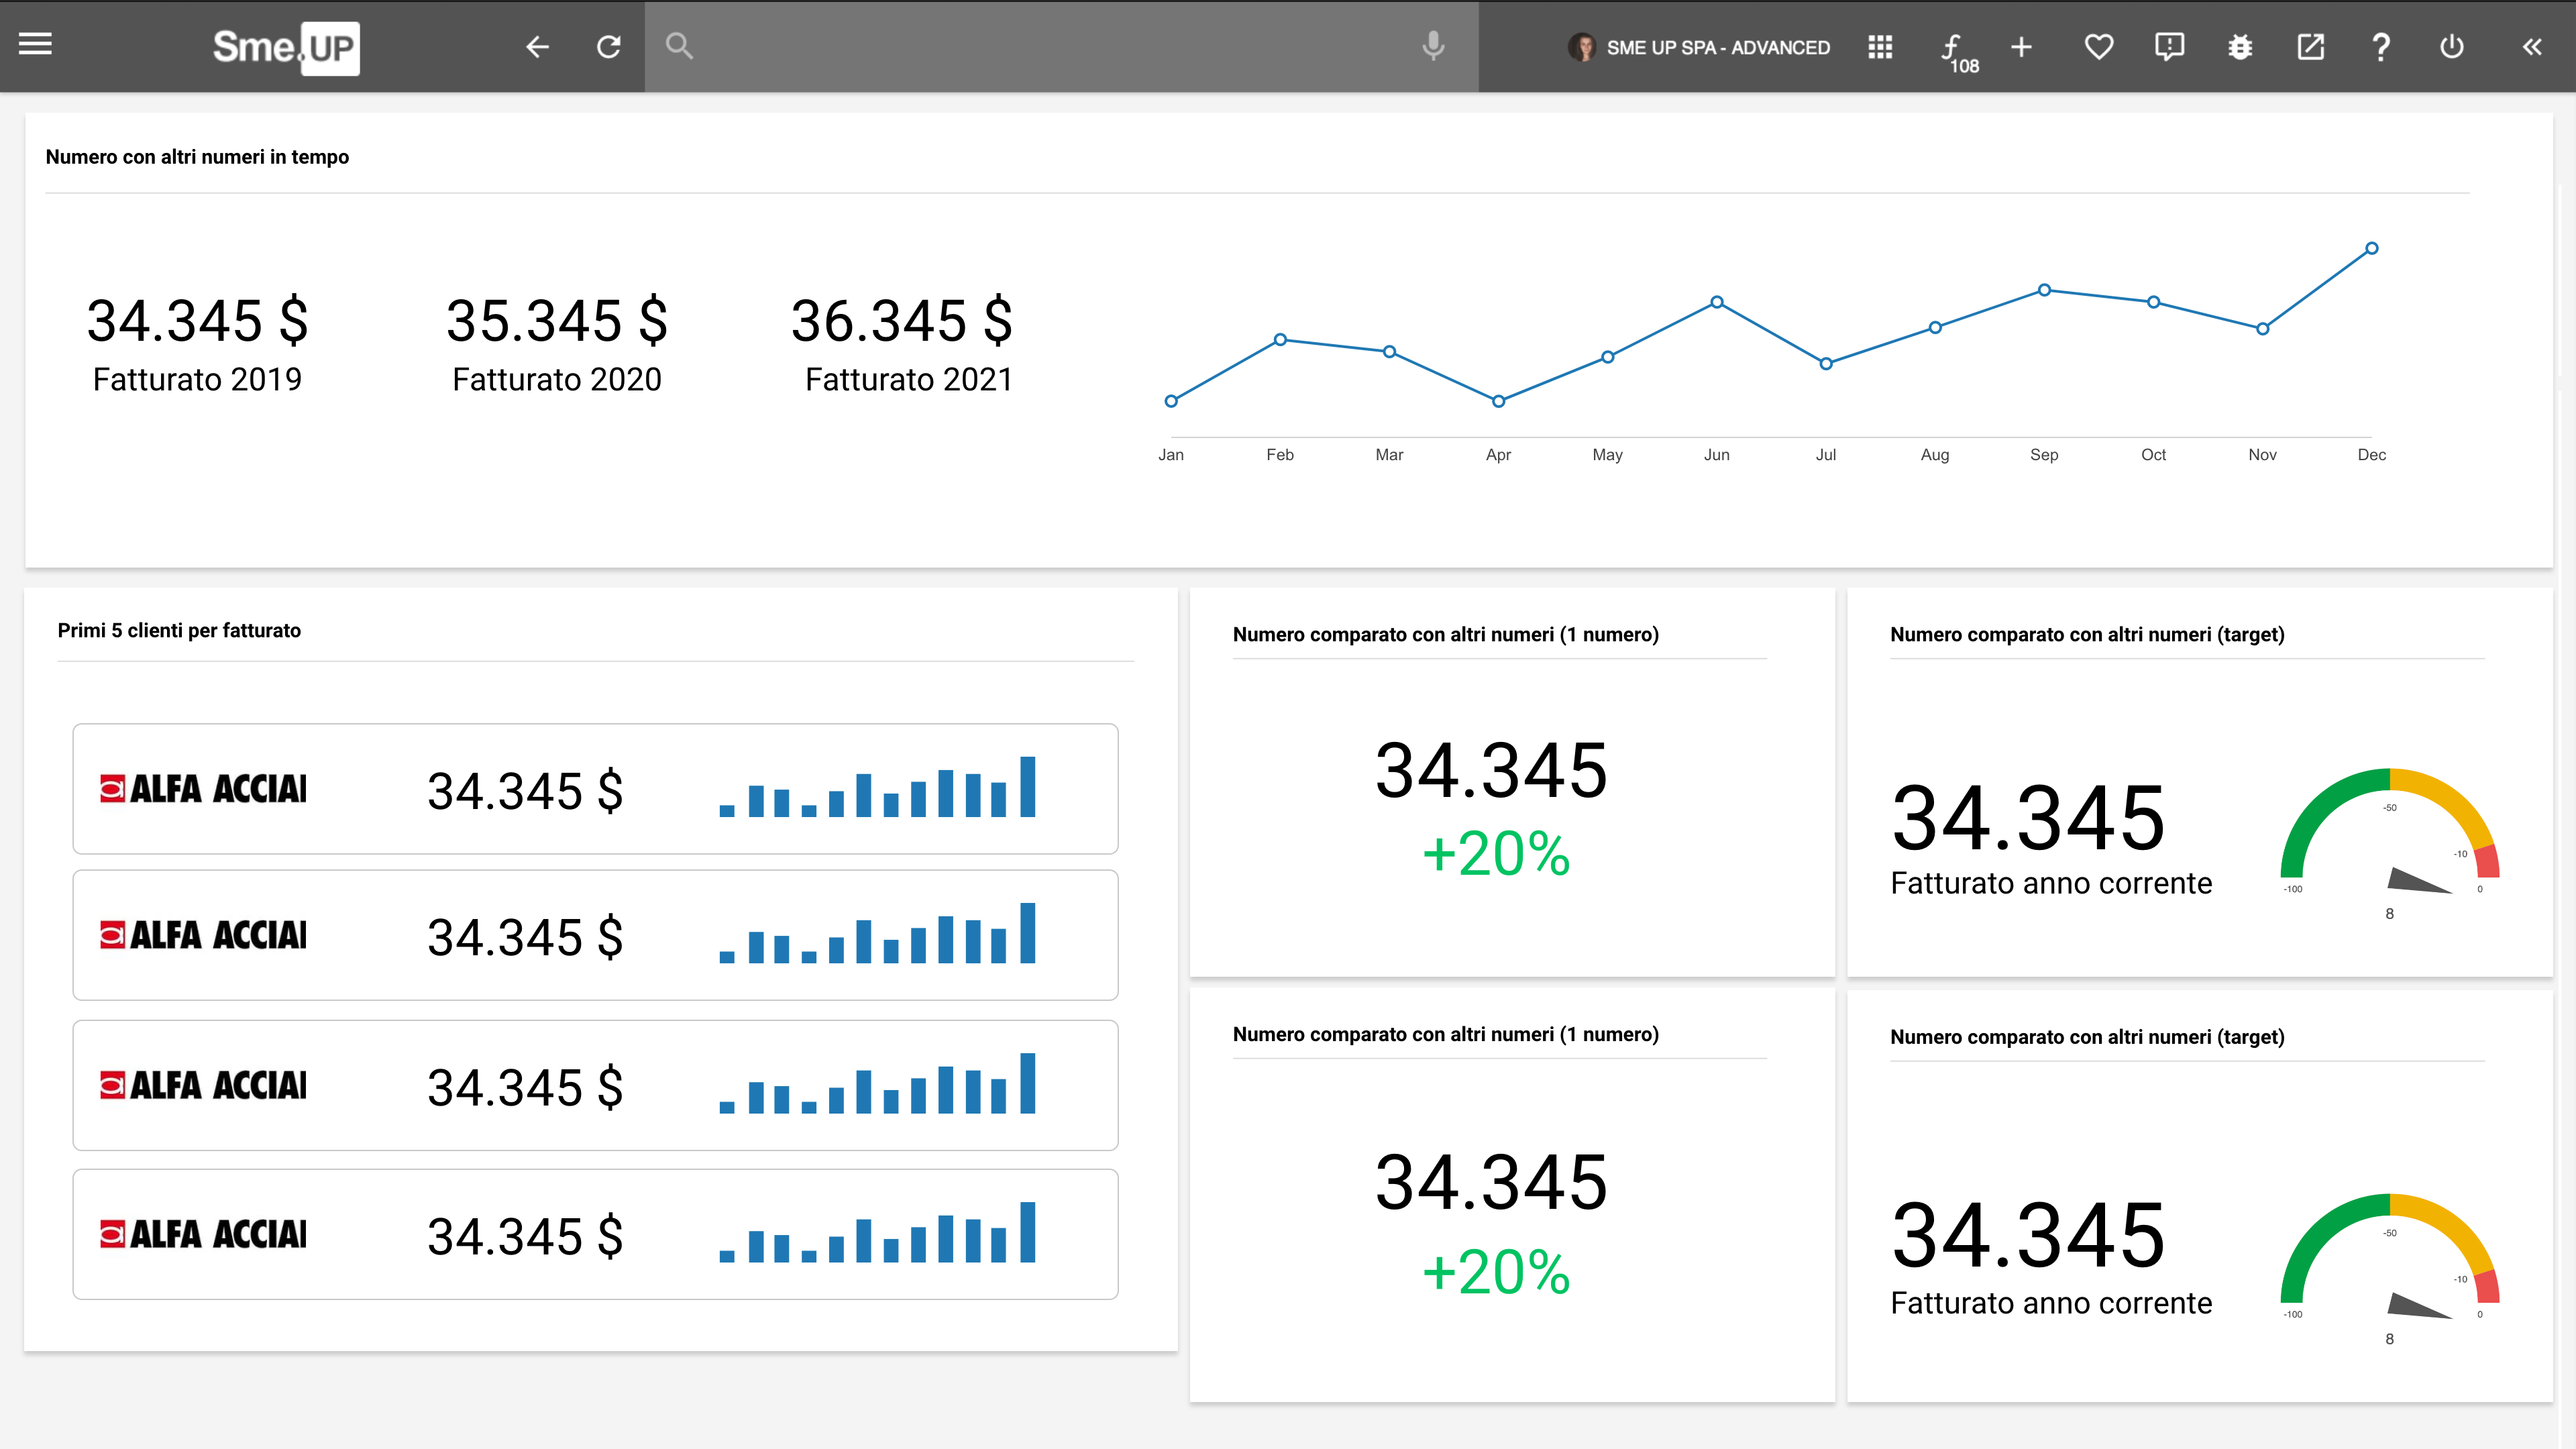 Sme.UP
SME UP SPA - ADVANCED
108
Numero con altri numeri in tempo
34.345 $
Fatturato 2019
35.345 $
Fatturato 2020
36.345 $
Fatturato 2021
Jan Feb Mar Apr May Jun Jul Aug Sep Oct Nov Dec
Primi 5 clienti per fatturato
ALFA ACCIAI
34.345 $
ALFA ACCIAI
34.345 $
ALFA ACCIAI
34.345 $
ALFA ACCIAI
34.345 $
Numero comparato con altri numeri (1 numero)
34.345
+20%
Numero comparato con altri numeri (target)
34.345
Fatturato anno corrente
-50
-10
-100
0
8
Numero comparato con altri numeri (1 numero)
34.345
+20%
Numero comparato con altri numeri (target)
34.345
Fatturato anno corrente
-50
-10
-100
0
8